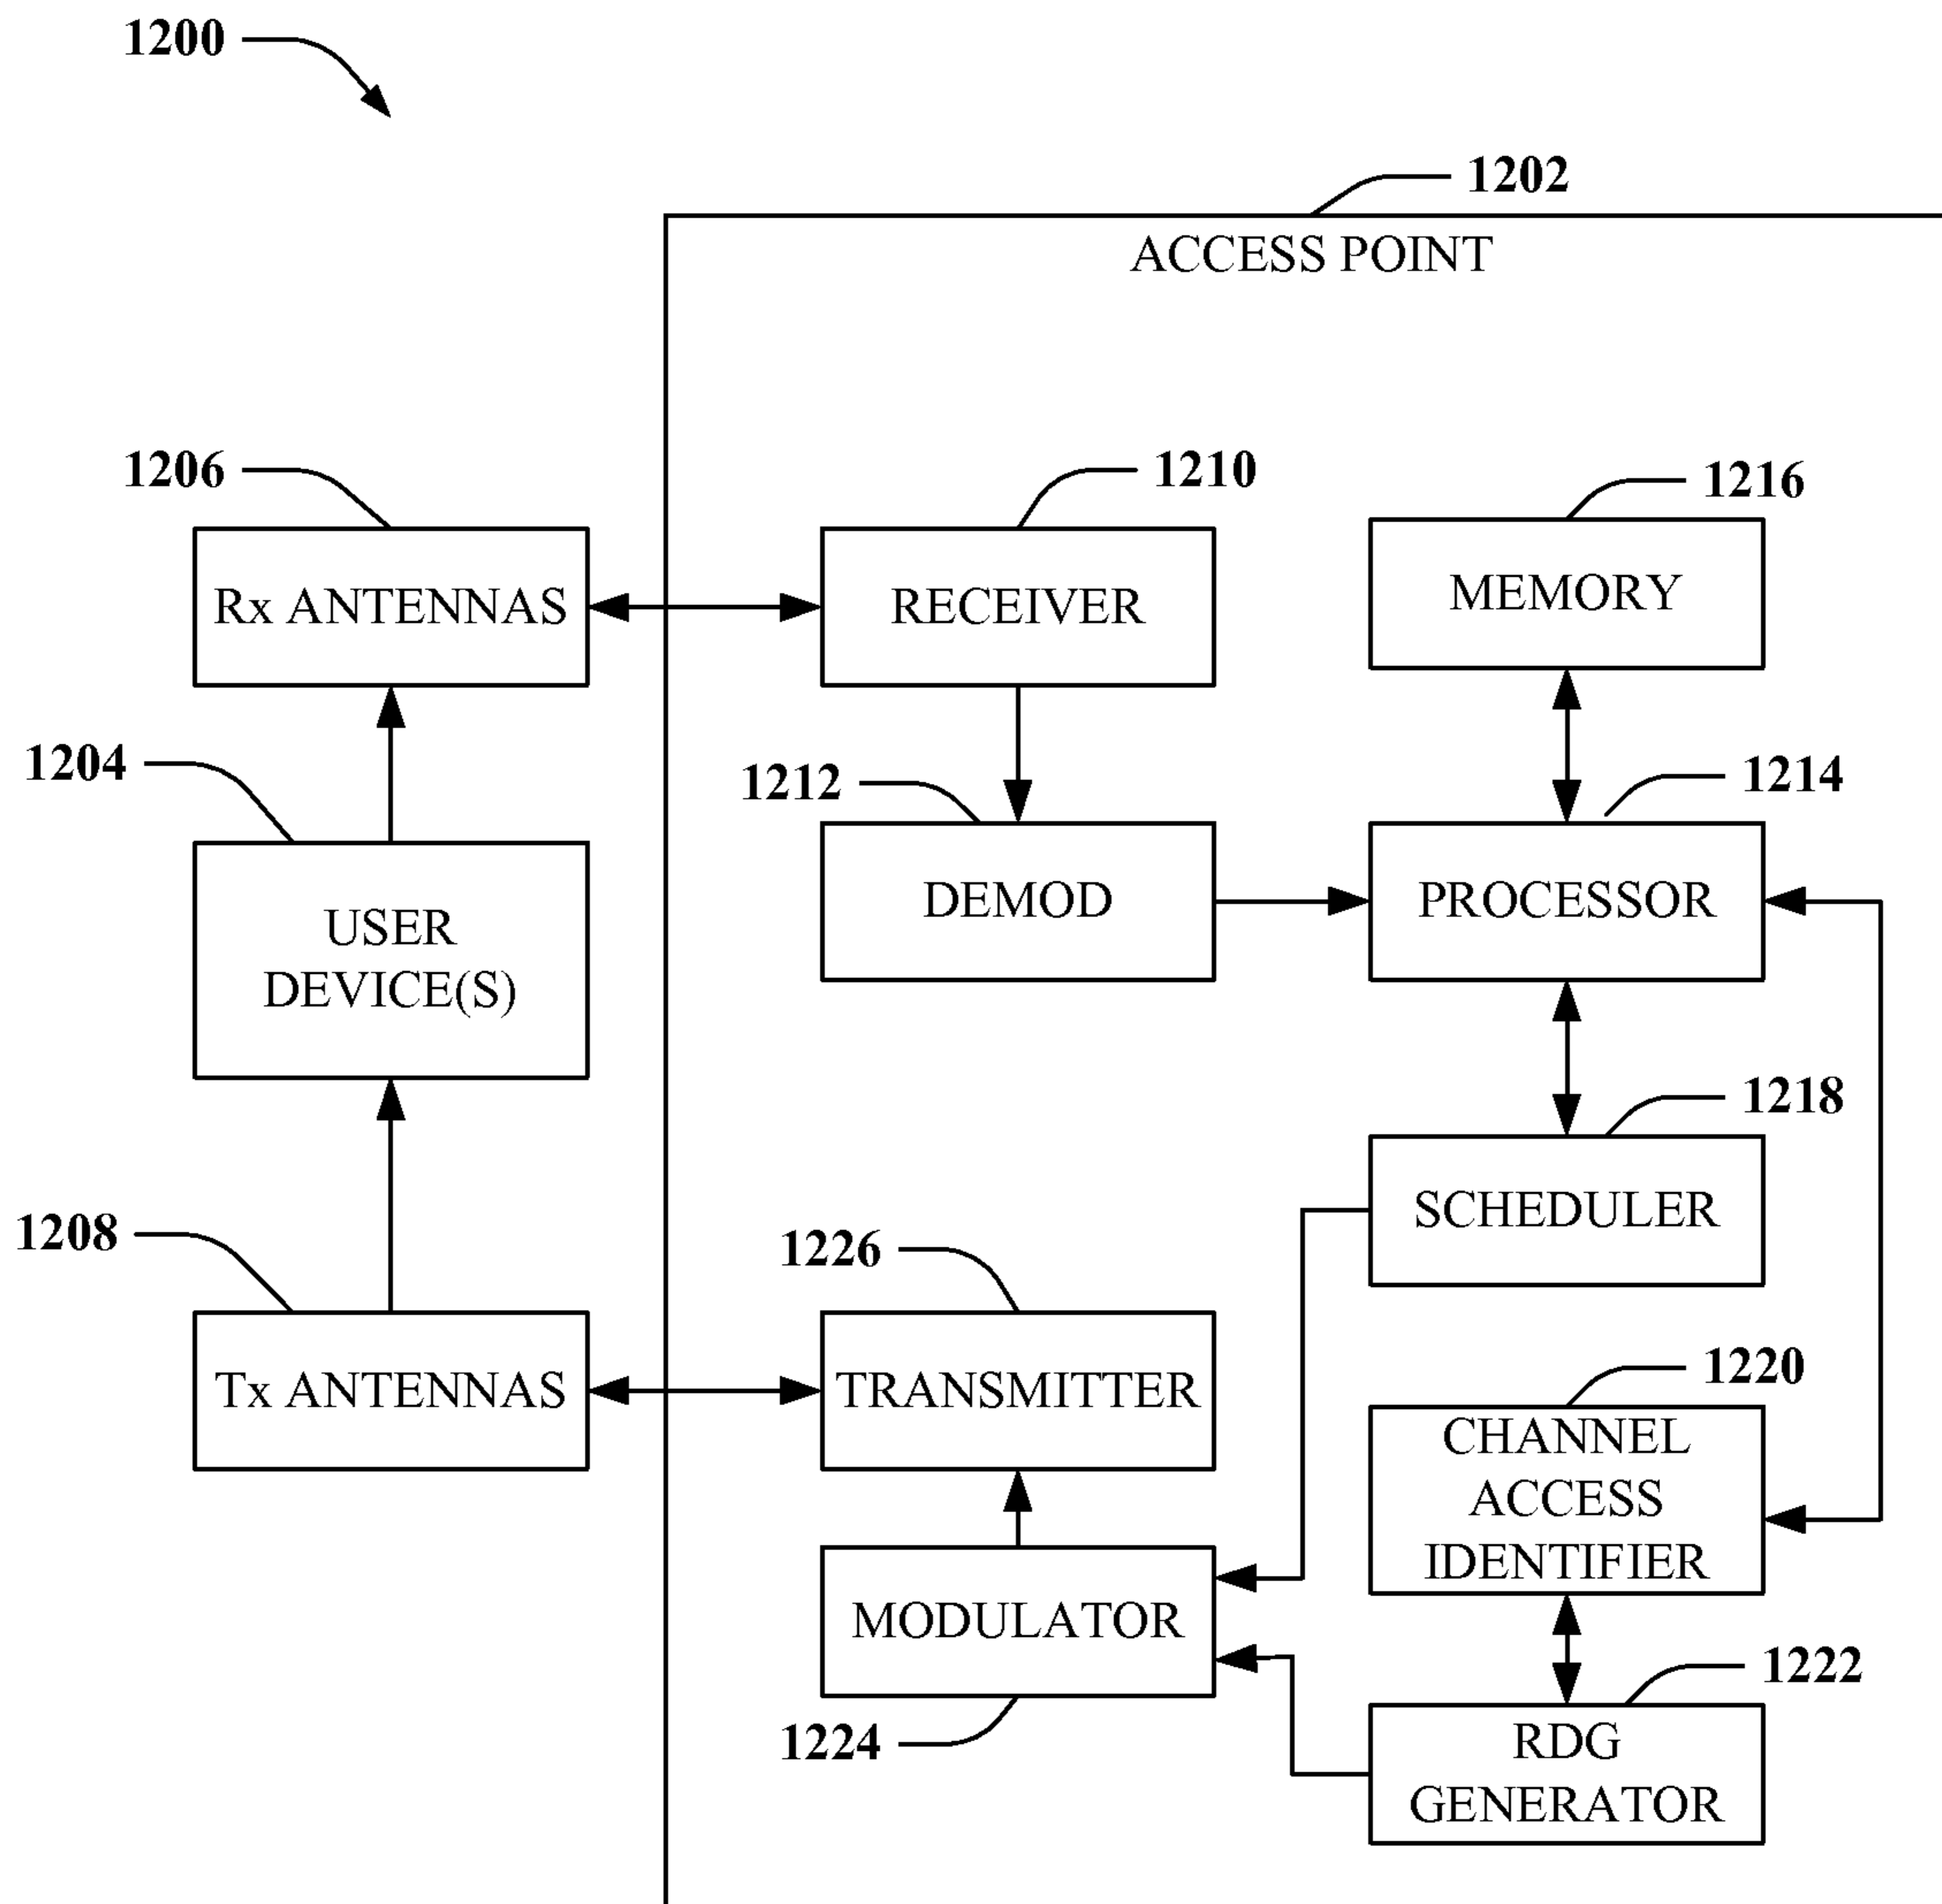 1200
1202
ACCESS POINT
1206
1210
1216
Rx ANTENNAS
RECEIVER
MEMORY
1204
1212
1214
USER
DEVICE(S)
DEMOD
PROCESSOR
1218
1208
1226
SCHEDULER
Tx ANTENNAS
TRANSMITTER
1220
CHANNEL
ACCESS
IDENTIFIER
MODULATOR
1224
1222
RDG
GENERATOR